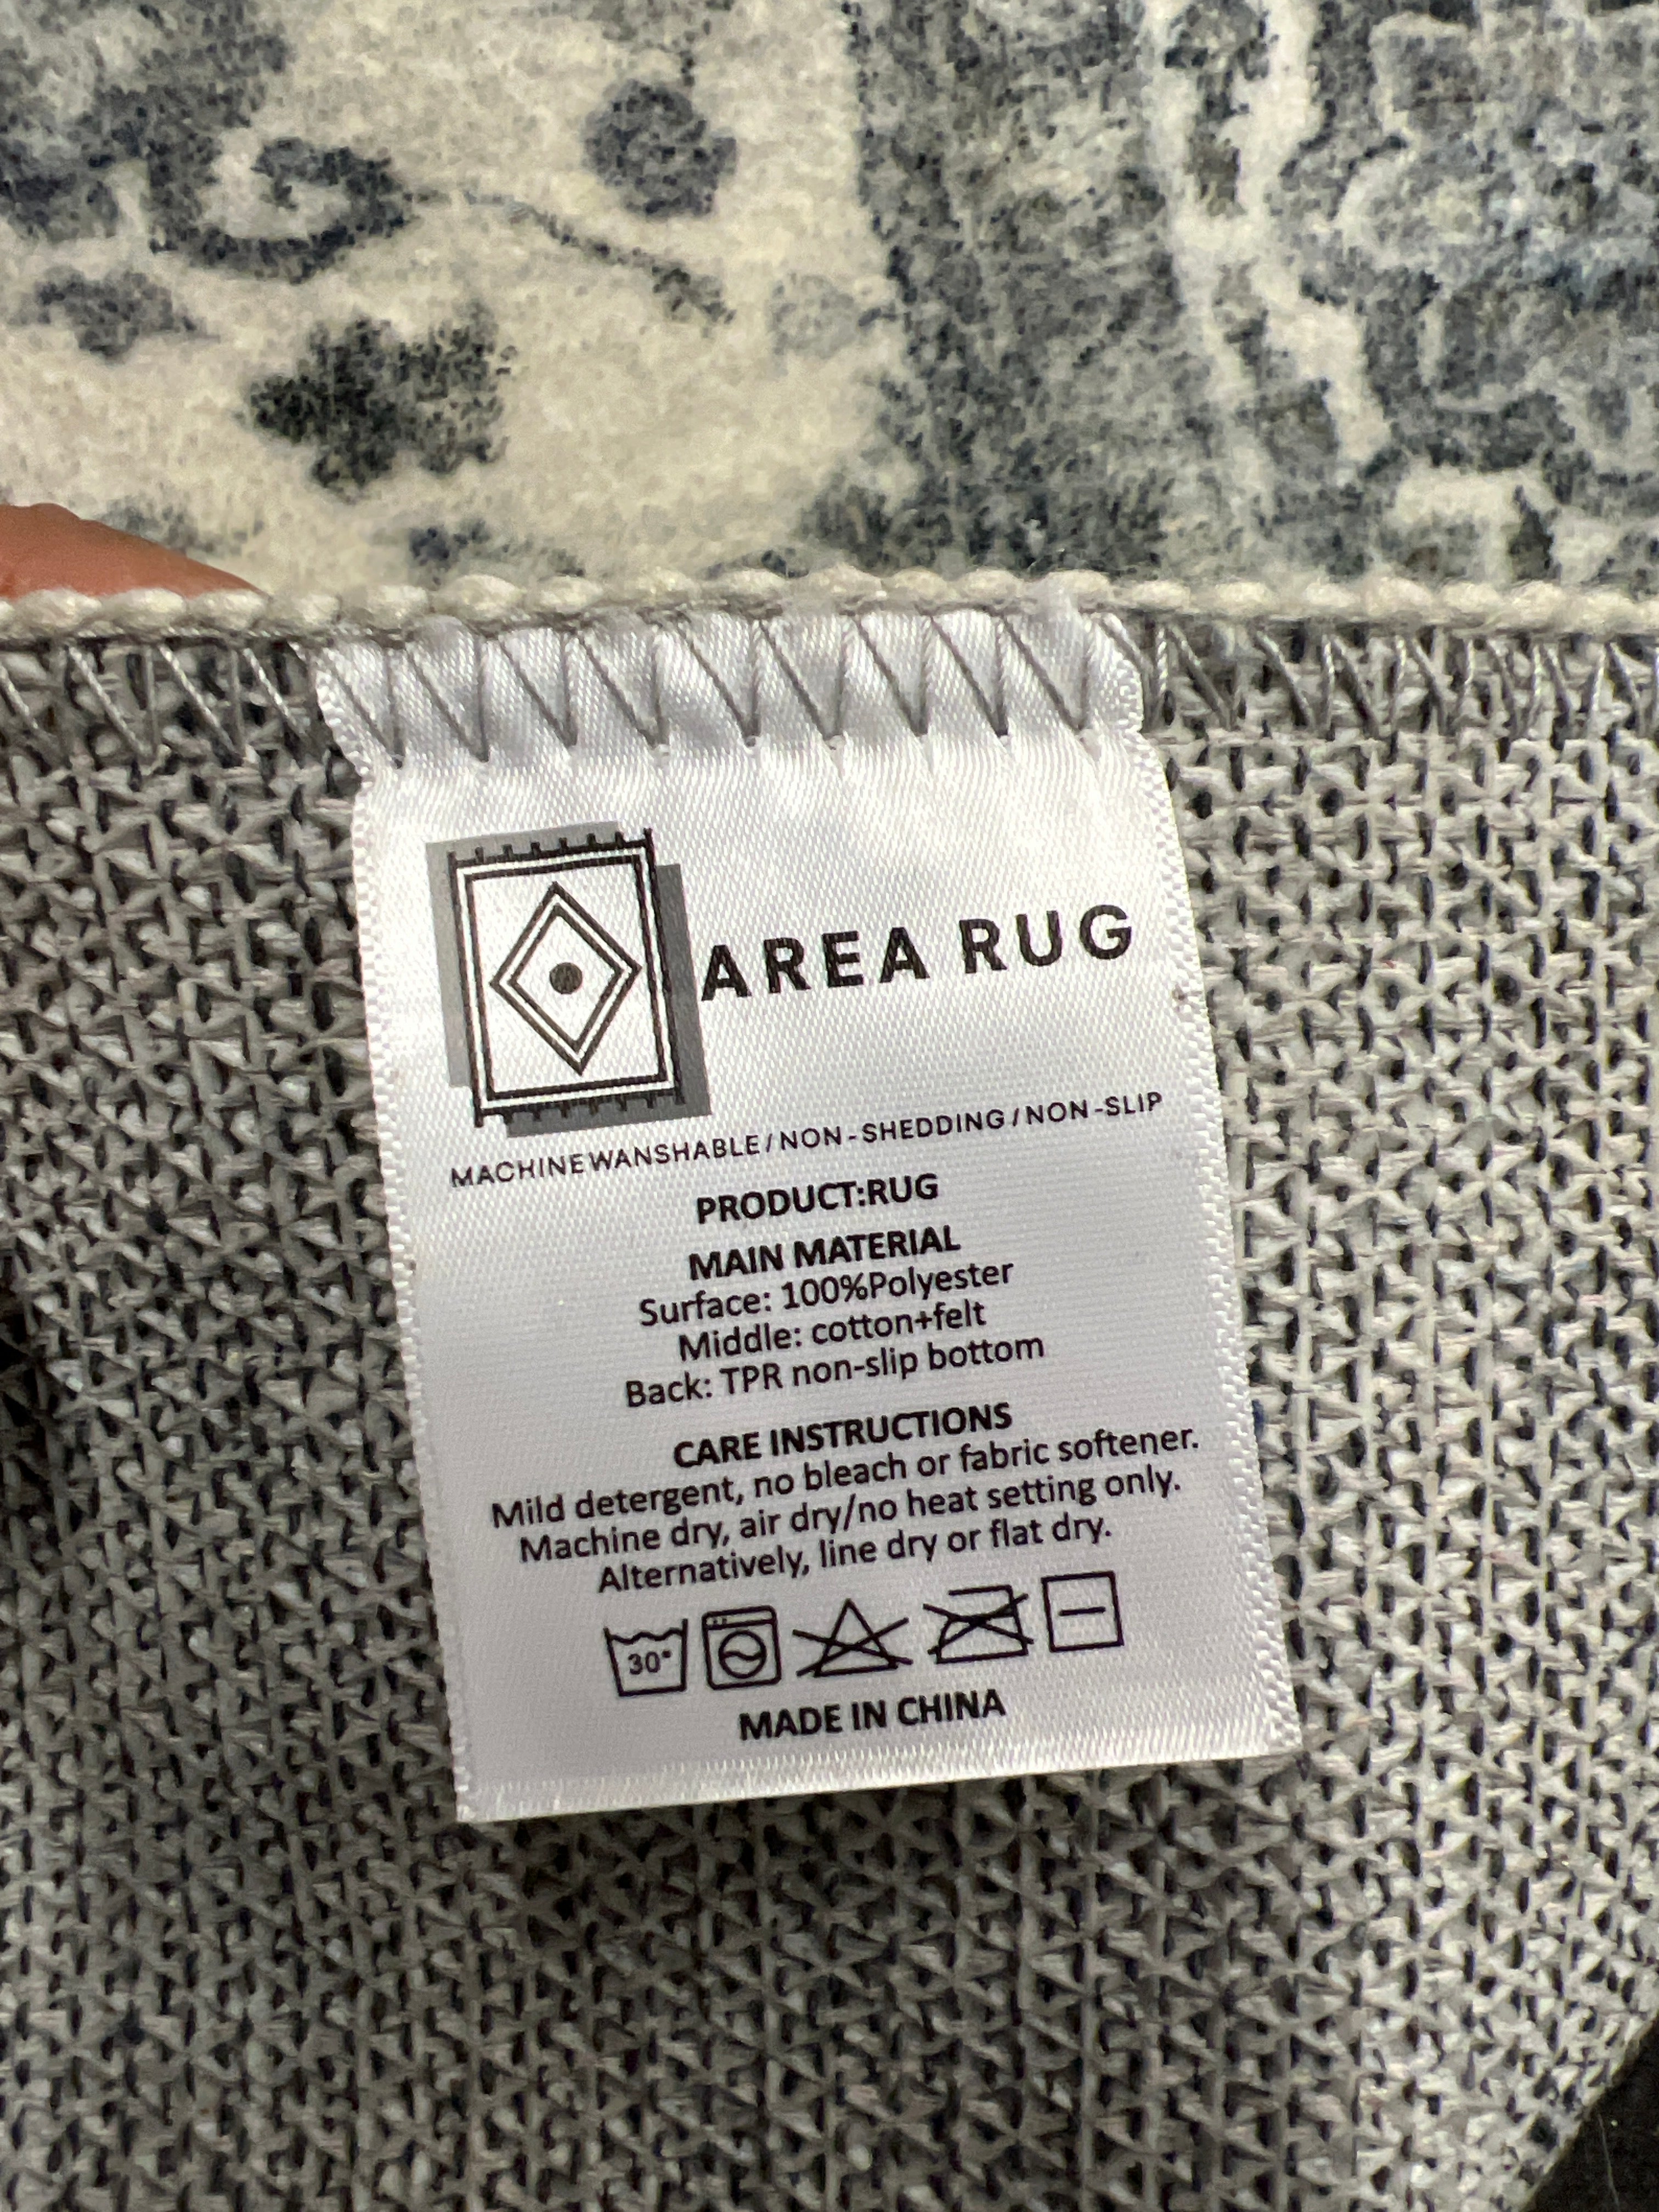 AREA RUG
MACHINEWANSHABLE/NON-SHEDDING/NON-SLIP
PRODUCT:RUG
MAIN MATERIAL
Surface: 100%Polyester
Middle: cotton+felt
Back: TPR non-slip bottom
CARE INSTRUCTIONS
Mild detergent, no bleach or fabric softener.
Machine dry, air dry/no heat setting only.
Alternatively, line dry or flat dry.
30°
MADE IN CHINA